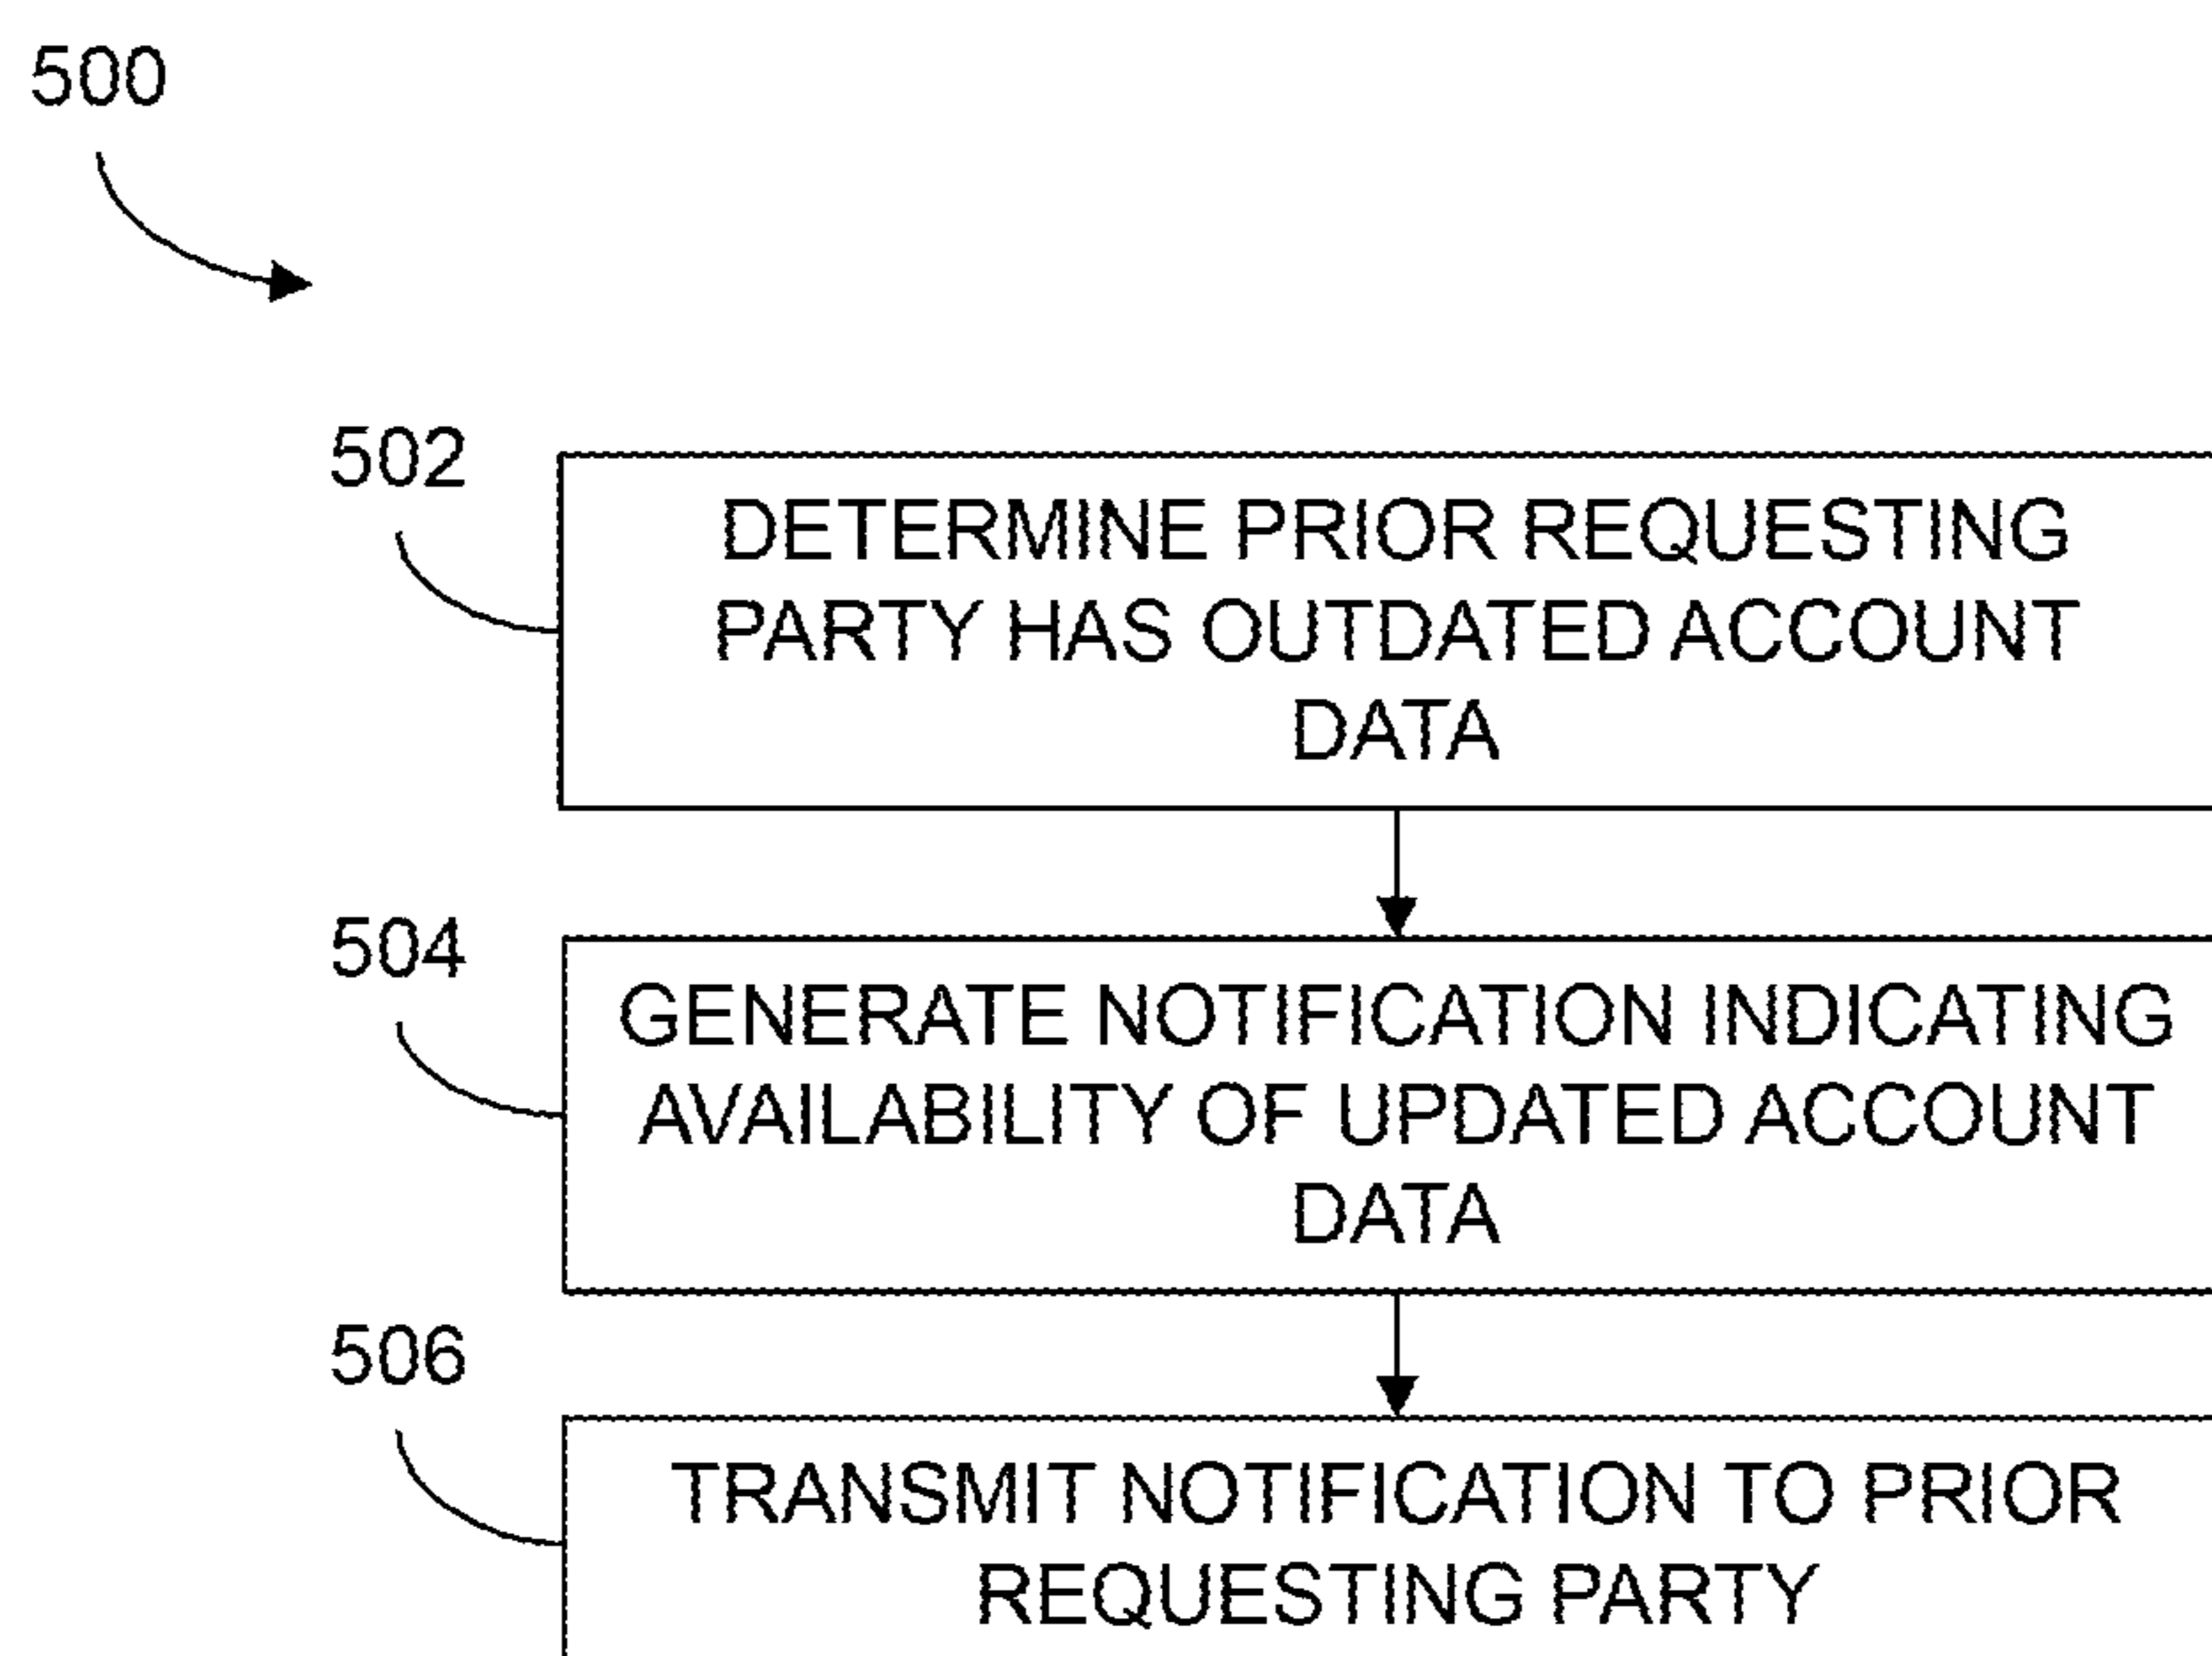 500
502
DETERMINE PRIOR REQUESTING
PARTY HAS OUTDATED ACCOUNT
DATA
504
GENERATE NOTIFICATION INDICATING
AVAILABILITY OF UPDATED ACCOUNT
DATA
506
TRANSMIT NOTIFICATION TO PRIOR
REQUESTING PARTY